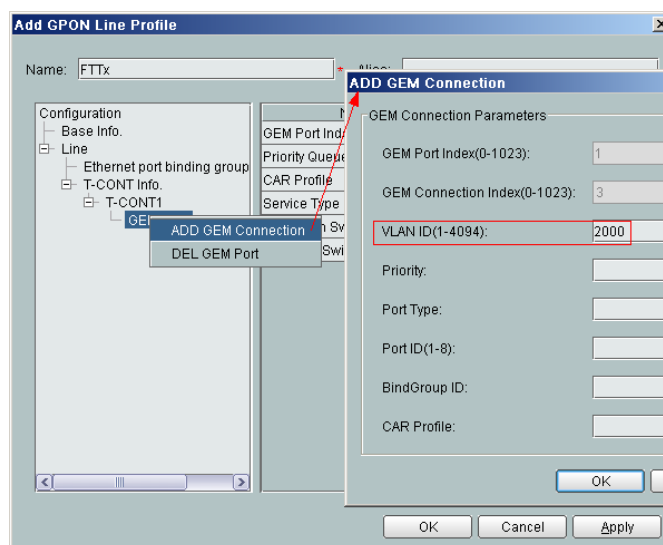 Add GPON Line Profile
Name: FTTx *
ADD GEM Connection
Configuration
Base Info.
Line
Ethernet port binding group
T-CONT Info.
T-CONT1
ADD GEM Connection
DEL GEM Port
GEM Port Ind
Priority Queue
CAR Profile
Service Type
GEM Connection Parameters
GEM Port Index(0-1023): 1
GEM Connection Index(0-1023): 3
VLAN ID(1-4094): 2000
Priority:
Port Type:
Port ID(1-8):
BindGroup ID:
CAR Profile:
OK
OK Cancel Apply